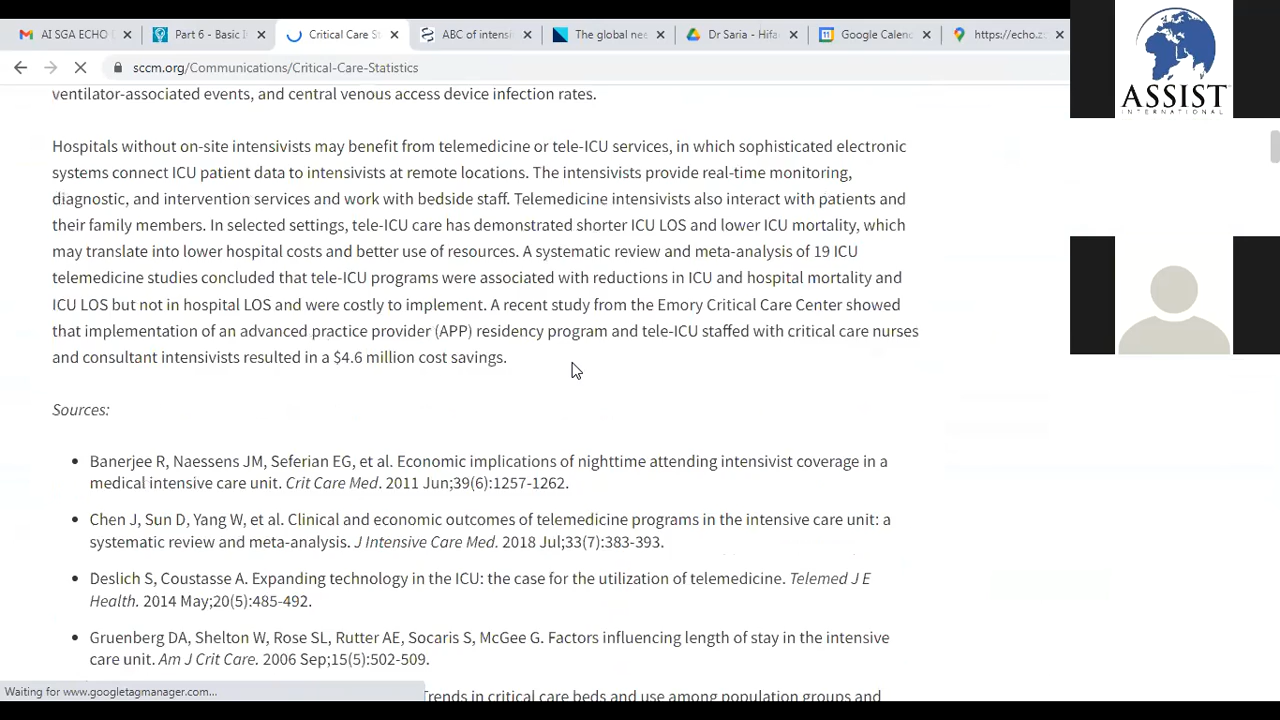 AI SGA ECHO
Part 6 - Basic I
Critical Care St
ABC of intens
The global ne
Dr Saria - Hifa
Google Calen
https://echo.z
sccm.org/Communications/Critical-Care-Statistics
ASSIST
INTERNATIONAL
ventilator-associated events, and central venous access device infection rates.
Hospitals without on-site intensivists may benefit from telemedicine or tele-ICU services, in which sophisticated electronic
systems connect ICU patient data to intensivists at remote locations. The intensivists provide real-time monitoring,
diagnostic, and intervention services and work with bedside staff. Telemedicine intensivists also interact with patients and
their family members. In selected settings, tele-ICU care has demonstrated shorter ICU LOS and lower ICU mortality, which
may translate into lower hospital costs and better use of resources. A systematic review and meta-analysis of 19 ICU
telemedicine studies concluded that tele-ICU programs were associated with reductions in ICU and hospital mortality and
ICU LOS but not in hospital LOS and were costly to implement. A recent study from the Emory Critical Care Center showed
that implementation of an advanced practice provider (APP) residency program and tele-ICU staffed with critical care nurses
and consultant intensivists resulted in a $4.6 million cost savings.
Sources:
Banerjee R, Naessens JM, Seferian EG, et al. Economic implications of nighttime attending intensivist coverage in a
medical intensive care unit. Crit Care Med. 2011 Jun;39(6):1257-1262.
Chen J, Sun D, Yang W, et al. Clinical and economic outcomes of telemedicine programs in the intensive care unit: a
systematic review and meta-analysis. J Intensive Care Med. 2018 Jul;33(7):383-393.
Deslich S, Coustasse A. Expanding technology in the ICU: the case for the utilization of telemedicine. Telemed J E
Health. 2014 May;20(5):485-492.
Gruenberg DA, Shelton W, Rose SL, Rutter AE, Socaris S, McGee G. Factors influencing length of stay in the intensive
care unit. Am J Crit Care. 2006 Sep;15(5):502-509.
Trends in critical care beds and use among population groups and
Waiting for www.googletagmanager.com...